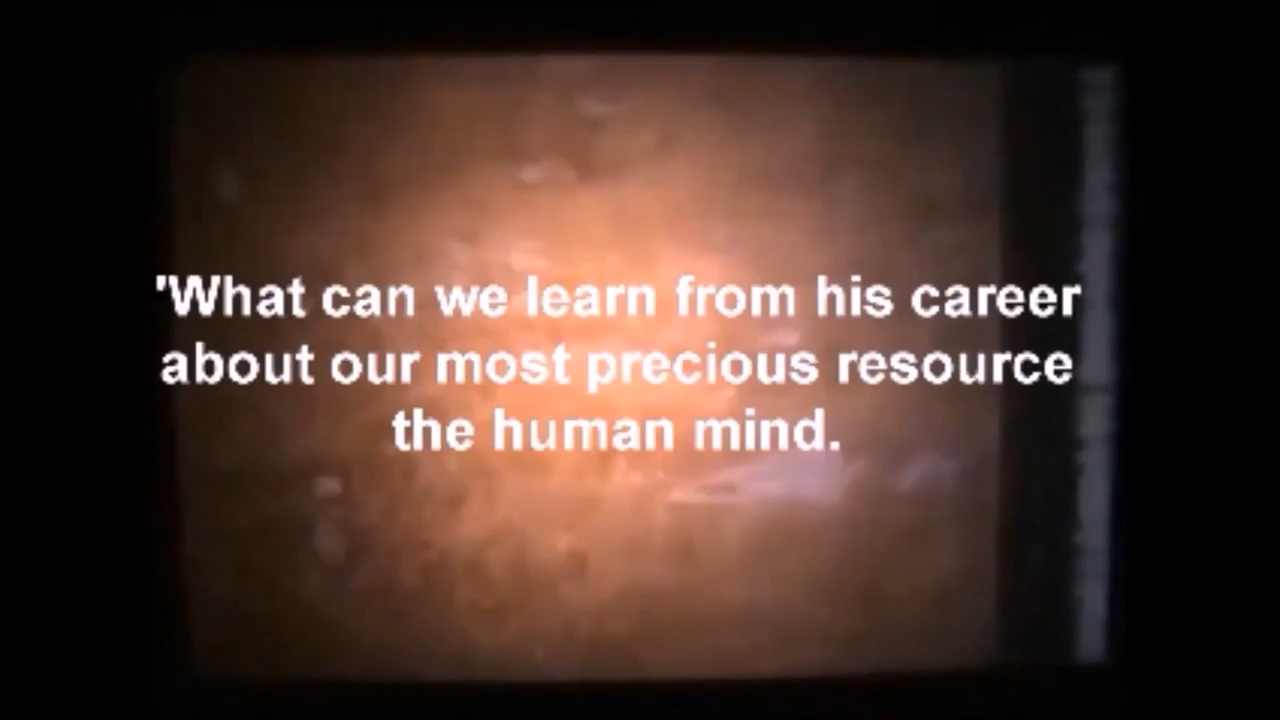 'What can we learn from his career
about our most precious resource
the human mind.